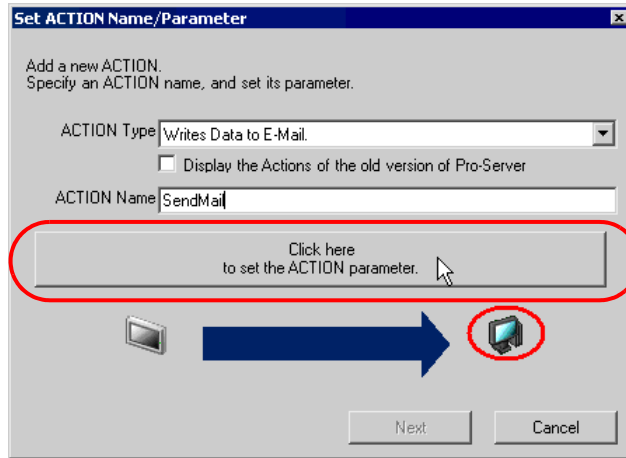 Set ACTION Name/Parameter
Add a new ACTION.
Specify an ACTION name, and set its parameter.
ACTION Type Writes Data to E-Mail.
Display the Actions of the old version of Pro-Server
ACTION Name SendMail
Click here
to set the ACTION parameter.
Next Cancel